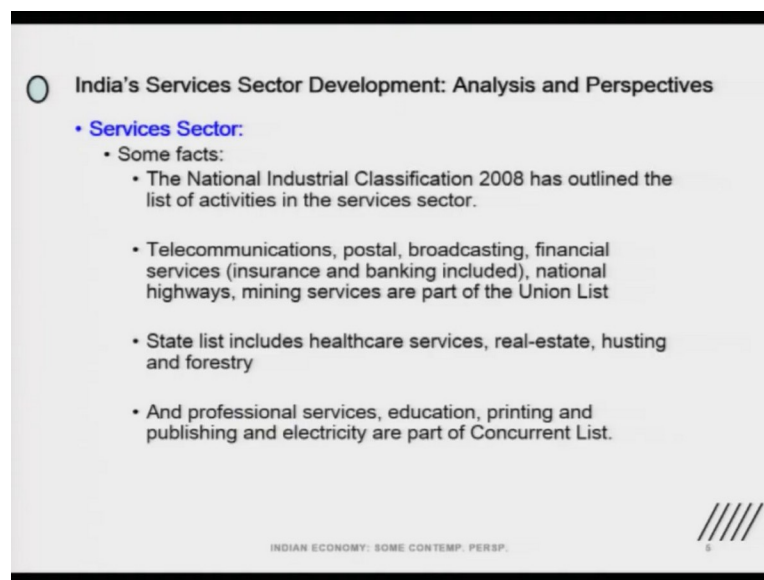 India's Services Sector Development: Analysis and Perspectives
• Services Sector:
• Some facts:
• The National Industrial Classification 2008 has outlined the
list of activities in the services sector.
• Telecommunications, postal, broadcasting, financial
services (insurance and banking included), national
highways, mining services are part of the Union List
• State list includes healthcare services, real-estate, husting
and forestry
• And professional services, education, printing and
publishing and electricity are part of Concurrent List.
INDIAN ECONOMY: SOME CONTEMP. PERSP.